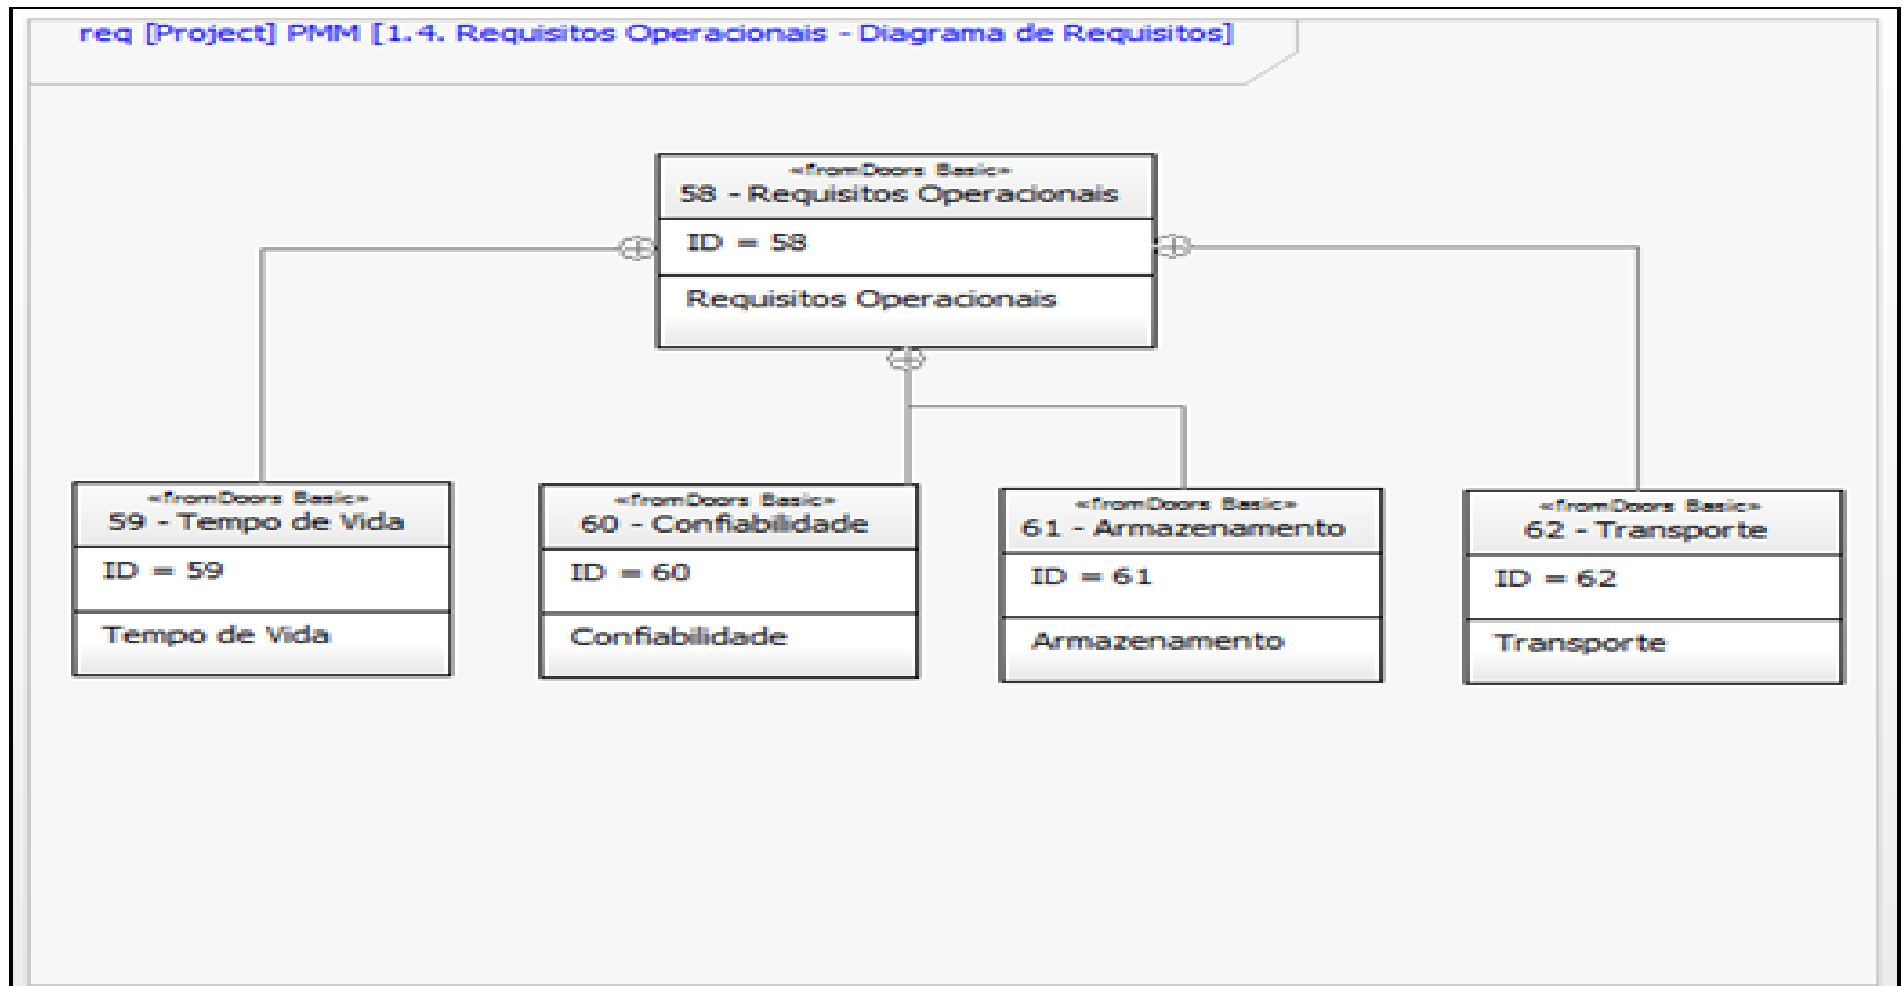 req [Project] PMM [1.4. Requisitos Operacionais - Diagrama de Requisitos]
«fromDoors Basic»
58 - Requisitos Operacionais
ID = 58
Requisitos Operacionais
«fromDoors Basic»
59 - Tempo de Vida
ID = 59
Tempo de Vida
«fromDoors Basic»
60 - Confiabilidade
ID = 60
Confiabilidade
«fromDoors Basic»
61 - Armazenamento
ID = 61
Armazenamento
«fromDoors Basic»
62 - Transporte
ID = 62
Transporte